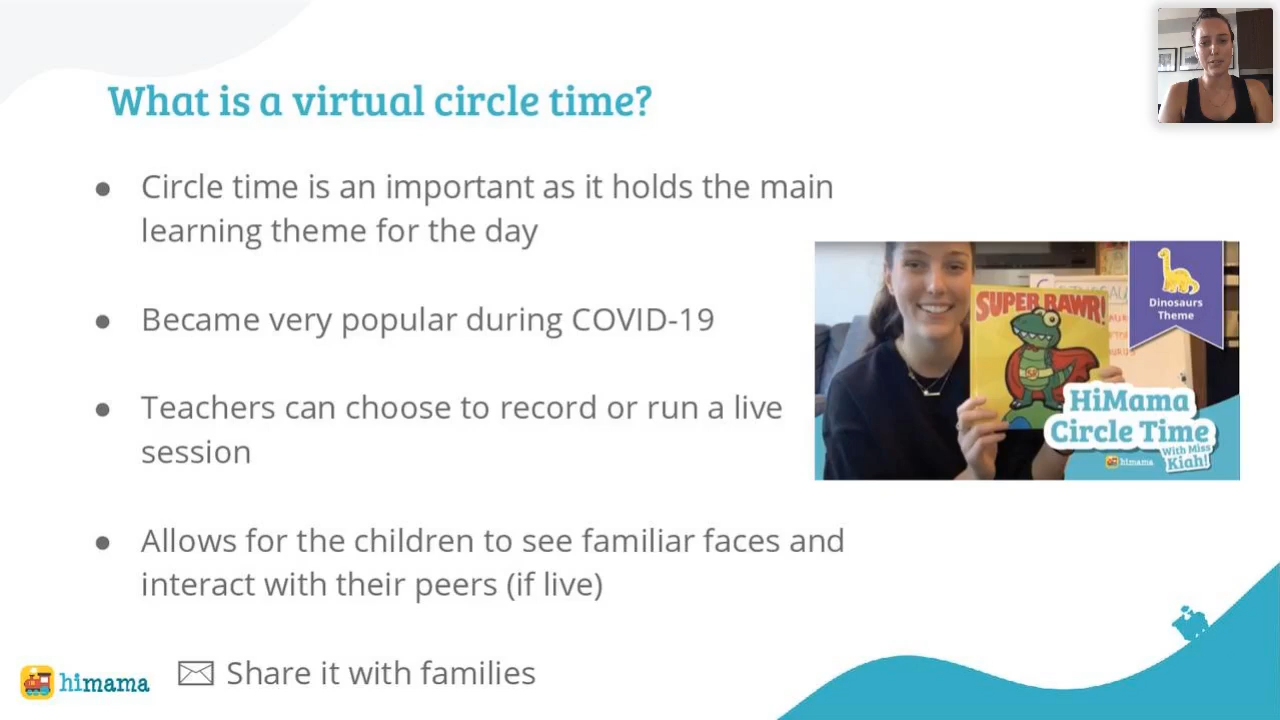 What is a virtual circle time?
● Circle time is an important as it holds the main
learning theme for the day
● Became very popular during COVID-19
● Teachers can choose to record or run a live
session
● Allows for the children to see familiar faces and
interact with their peers (if live)
Share it with families
himama
SUPER RAWR!
Dinosaurs
Theme
HiMama
Circle Time
With Miss
Kiah!
himama